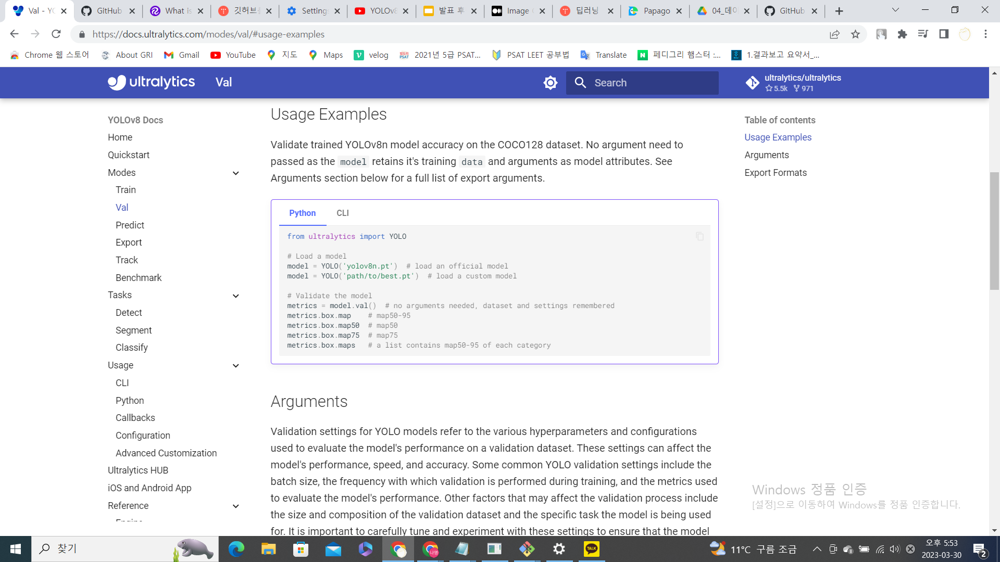 Val - YO
GitHub
What is
깃허브
Setting
YOLOv8
발표 후
Image
딥러닝
Papago
04_데이
GitHub
https://docs.ultralytics.com/modes/val/#usage-examples
Chrome 웹 스토어
About GRI
Gmail
YouTube
지도
Maps
velog
2021년 5급 PSAT...
PSAT LEET 공부법
Translate
페디그리 햄스터 :...
1.결과보고 요약서_...
ultralytics
Val
Search
ultralytics/ultralytics
5.5k 971
YOLOv8 Docs
Home
Quickstart
Modes
Train
Val
Predict
Export
Track
Benchmark
Tasks
Detect
Segment
Classify
Usage
CLI
Python
Callbacks
Configuration
Advanced Customization
Ultralytics HUB
iOS and Android App
Reference
Engine
Usage Examples
Validate trained YOLOv8n model accuracy on the COCO128 dataset. No argument need to
passed as the model retains it's training data and arguments as model attributes. See
Arguments section below for a full list of export arguments.
Python CLI
from ultralytics import YOLO
# Load a model
model = YOLO('yolov8n.pt')  # load an official model
model = YOLO('path/to/best.pt')  # load a custom model
# Validate the model
metrics = model.val()  # no arguments needed, dataset and settings remembered
metrics.box.map    # map50-95
metrics.box.map50  # map50
metrics.box.map75  # map75
metrics.box.maps   # a list contains map50-95 of each category
Arguments
Validation settings for YOLO models refer to the various hyperparameters and configurations
used to evaluate the model's performance on a validation dataset. These settings can affect the
model's performance, speed, and accuracy. Some common YOLO validation settings include the
batch size, the frequency with which validation is performed during training, and the metrics used
to evaluate the model's performance. Other factors that may affect the validation process include
the size and composition of the validation dataset and the specific task the model is being used
for. It is important to carefully tune and experiment with these settings to ensure that the model
Table of contents
Usage Examples
Arguments
Export Formats
Windows 정품 인증
[설정]으로 이동하여 Windows를 정품 인증합니다.
찾기
TALK
11°C 구름 조금
오후 5:53
2023-03-30
2